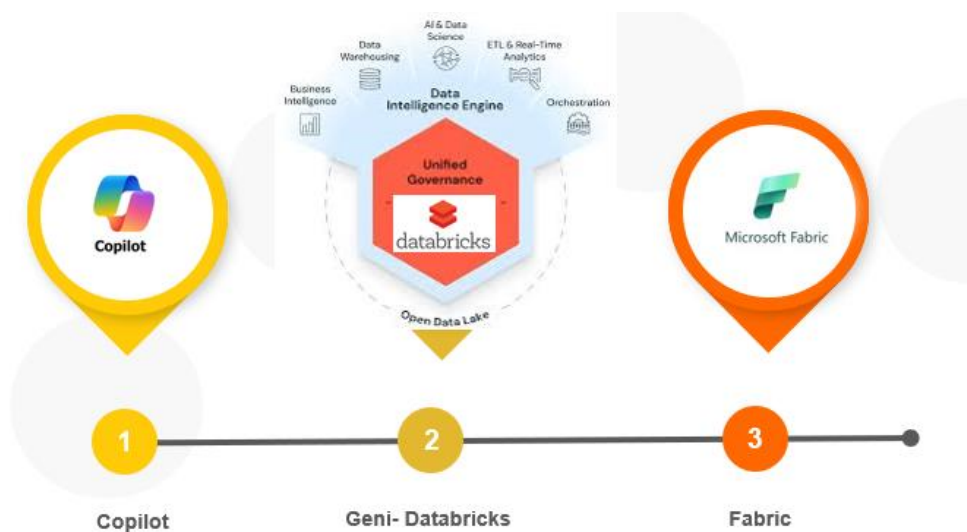 AI & Data
Science
Data
Warehousing
ETL & Real-Time
Analytics
Business
Intelligence
Data
Intelligence Engine
Orchestration
Unified
Governance
databricks
Copilot
Microsoft Fabric
Open Data Lake
1
2
3
Copilot
Geni- Databricks
Fabric